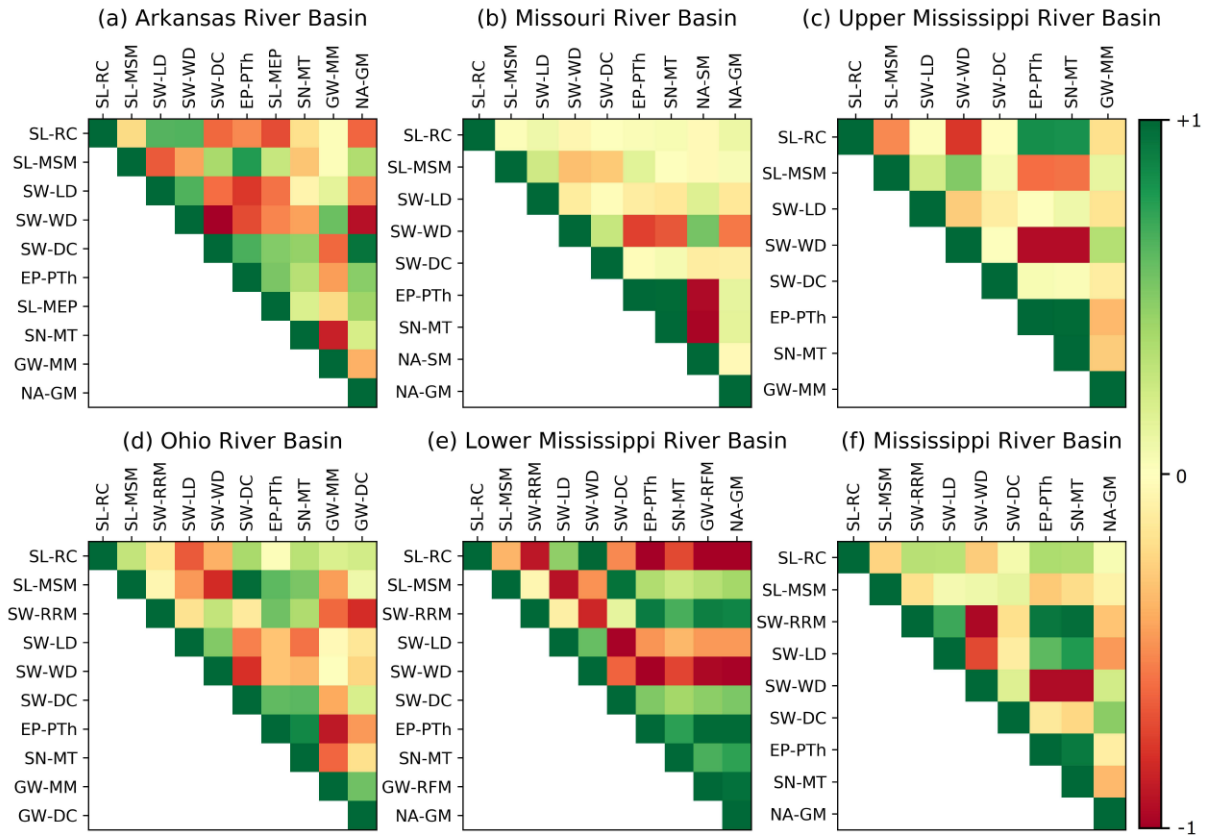 (a) Arkansas River Basin
SL-RC
SL-MSM
SW-LD
SW-WD
SW-DC
EP-PTh
SL-MEP
SN-MT
GW-MM
NA-GM
SL-RC
SL-MSM
SW-LD
SW-WD
SW-DC
EP-PTh
SL-MEP
SN-MT
GW-MM
NA-GM
(b) Missouri River Basin
SL-RC
SL-MSM
SW-LD
SW-WD
SW-DC
EP-PTh
SN-MT
NA-SM
NA-GM
SL-RC
SL-MSM
SW-LD
SW-WD
SW-DC
EP-PTh
SN-MT
NA-SM
NA-GM
(c) Upper Mississippi River Basin
SL-RC
SL-MSM
SW-LD
SW-WD
SW-DC
EP-PTh
SN-MT
GW-MM
SL-RC
SL-MSM
SW-LD
SW-WD
SW-DC
EP-PTh
SN-MT
GW-MM
+1
0
-1
(d) Ohio River Basin
SL-RC
SL-MSM
SW-RRM
SW-LD
SW-WD
SW-DC
EP-PTh
SN-MT
GW-MM
GW-DC
SL-RC
SL-MSM
SW-RRM
SW-LD
SW-WD
SW-DC
EP-PTh
SN-MT
GW-MM
GW-DC
(e) Lower Mississippi River Basin
SL-RC
SL-MSM
SW-RRM
SW-LD
SW-WD
SW-DC
EP-PTh
SN-MT
GW-RFM
NA-GM
SL-RC
SL-MSM
SW-RRM
SW-LD
SW-WD
SW-DC
EP-PTh
SN-MT
GW-RFM
NA-GM
(f) Mississippi River Basin
SL-RC
SL-MSM
SW-RRM
SW-LD
SW-WD
SW-DC
EP-PTh
SN-MT
NA-GM
SL-RC
SL-MSM
SW-RRM
SW-LD
SW-WD
SW-DC
EP-PTh
SN-MT
NA-GM